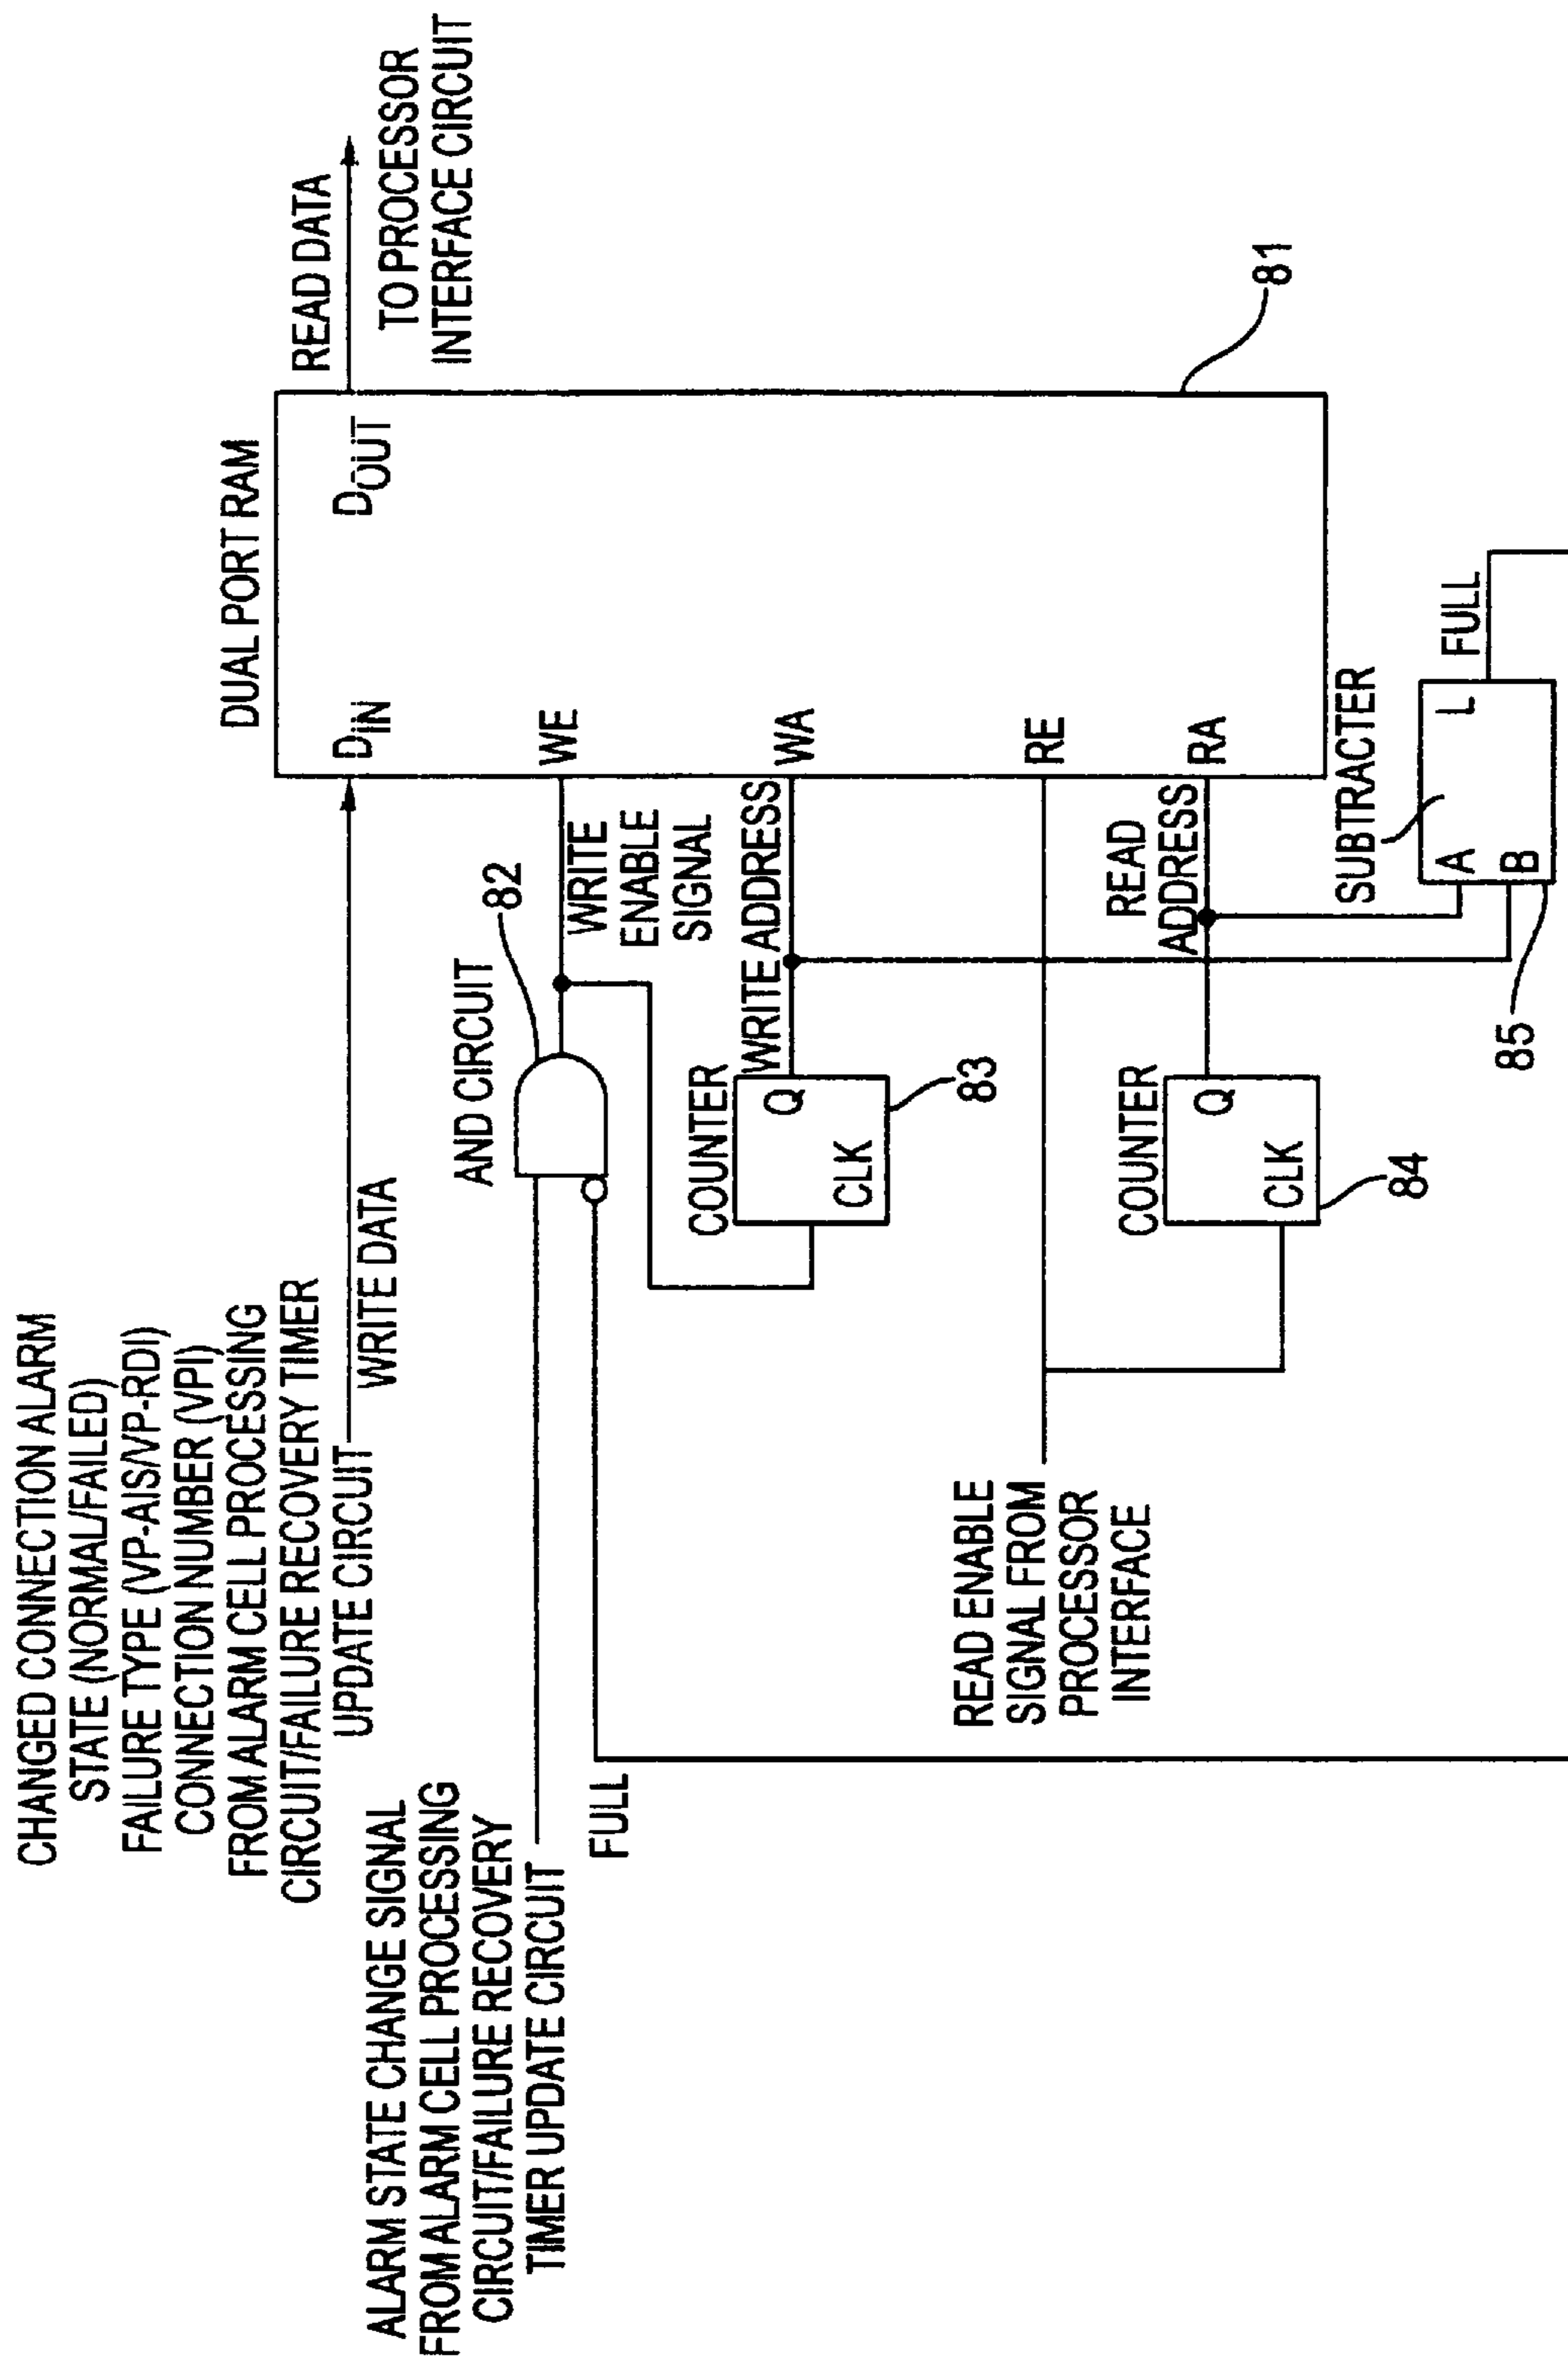 CHANGED CONNECTION ALARM
STATE (NORMAL/FAILED)
FAILURE TYPE (VP-AIS/VP-RDI)
CONNECTION NUMBER (VPI)
FROM ALARM CELL PROCESSING
CIRCUIT/FAILURE RECOVERY TIMER
UPDATE CIRCUIT
WRITE DATA
ALARM STATE CHANGE SIGNAL
FROM ALARM CELL PROCESSING
CIRCUIT/FAILURE RECOVERY
TIMER UPDATE CIRCUIT
FULL
AND CIRCUIT
82
WRITE
ENABLE
SIGNAL
COUNTER
Q
CLK
83
WRITE ADDRESS
READ ENABLE
SIGNAL FROM
PROCESSOR
INTERFACE
COUNTER
Q
CLK
84
READ
ADDRESS
DUAL PORT RAM
DIN
DOUT
WE
WA
RE
RA
81
READ DATA
TO PROCESSOR
INTERFACE CIRCUIT
SUBTRACTER
A
B
L
85
FULL